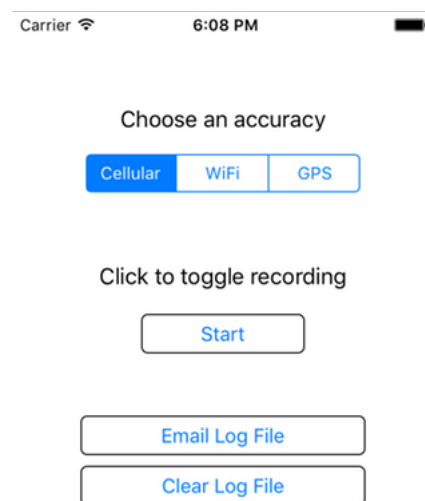 Carrier 6:08 PM
Choose an accuracy
Cellular WiFi GPS
Click to toggle recording
Start
Email Log File
Clear Log File